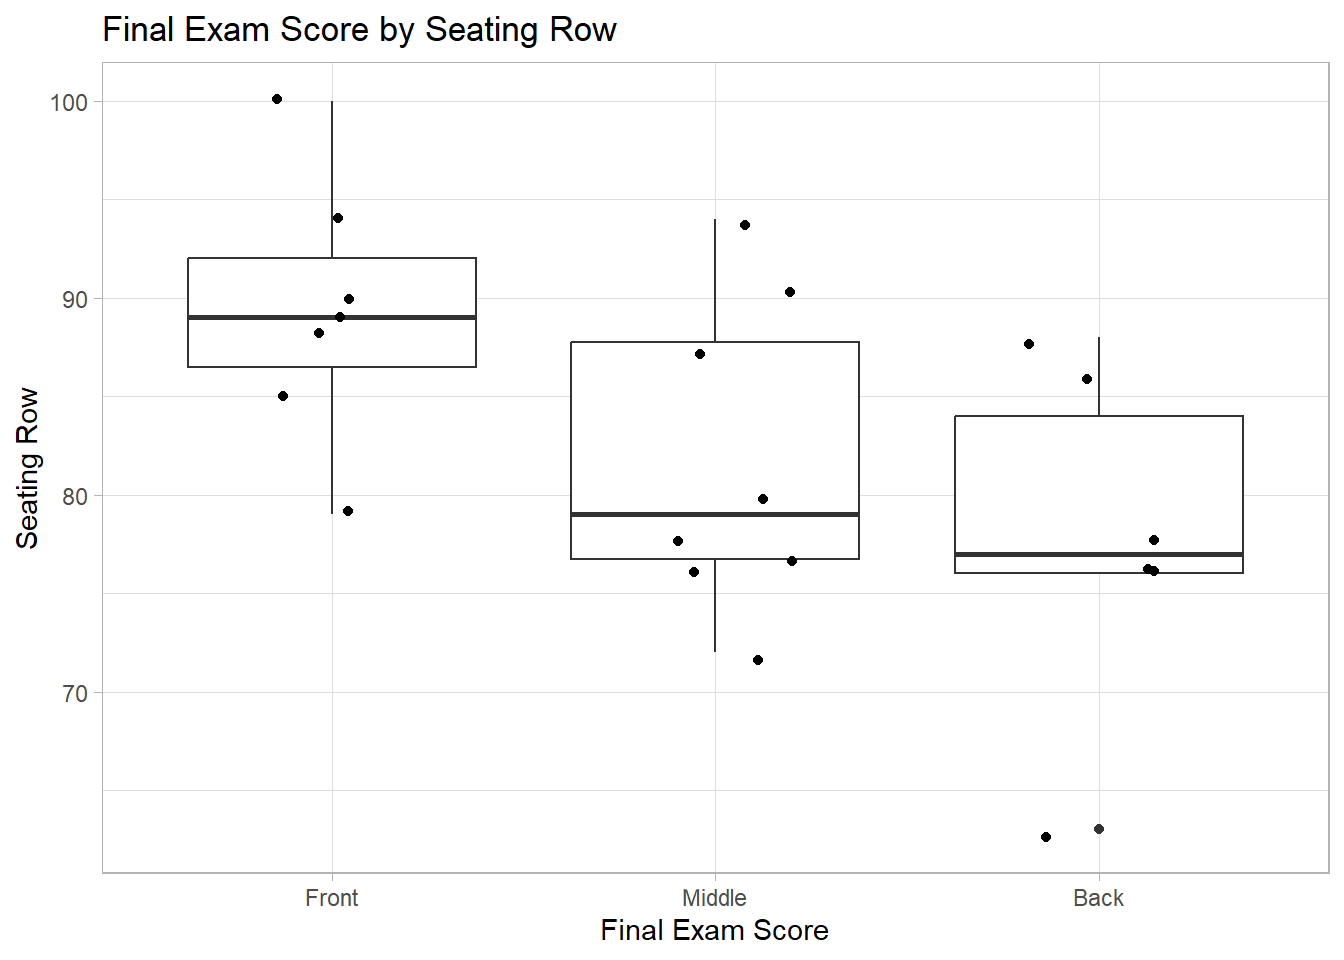 Final Exam Score by Seating Row
100
90
80
70
Seating Row
Front
Middle
Back
Final Exam Score